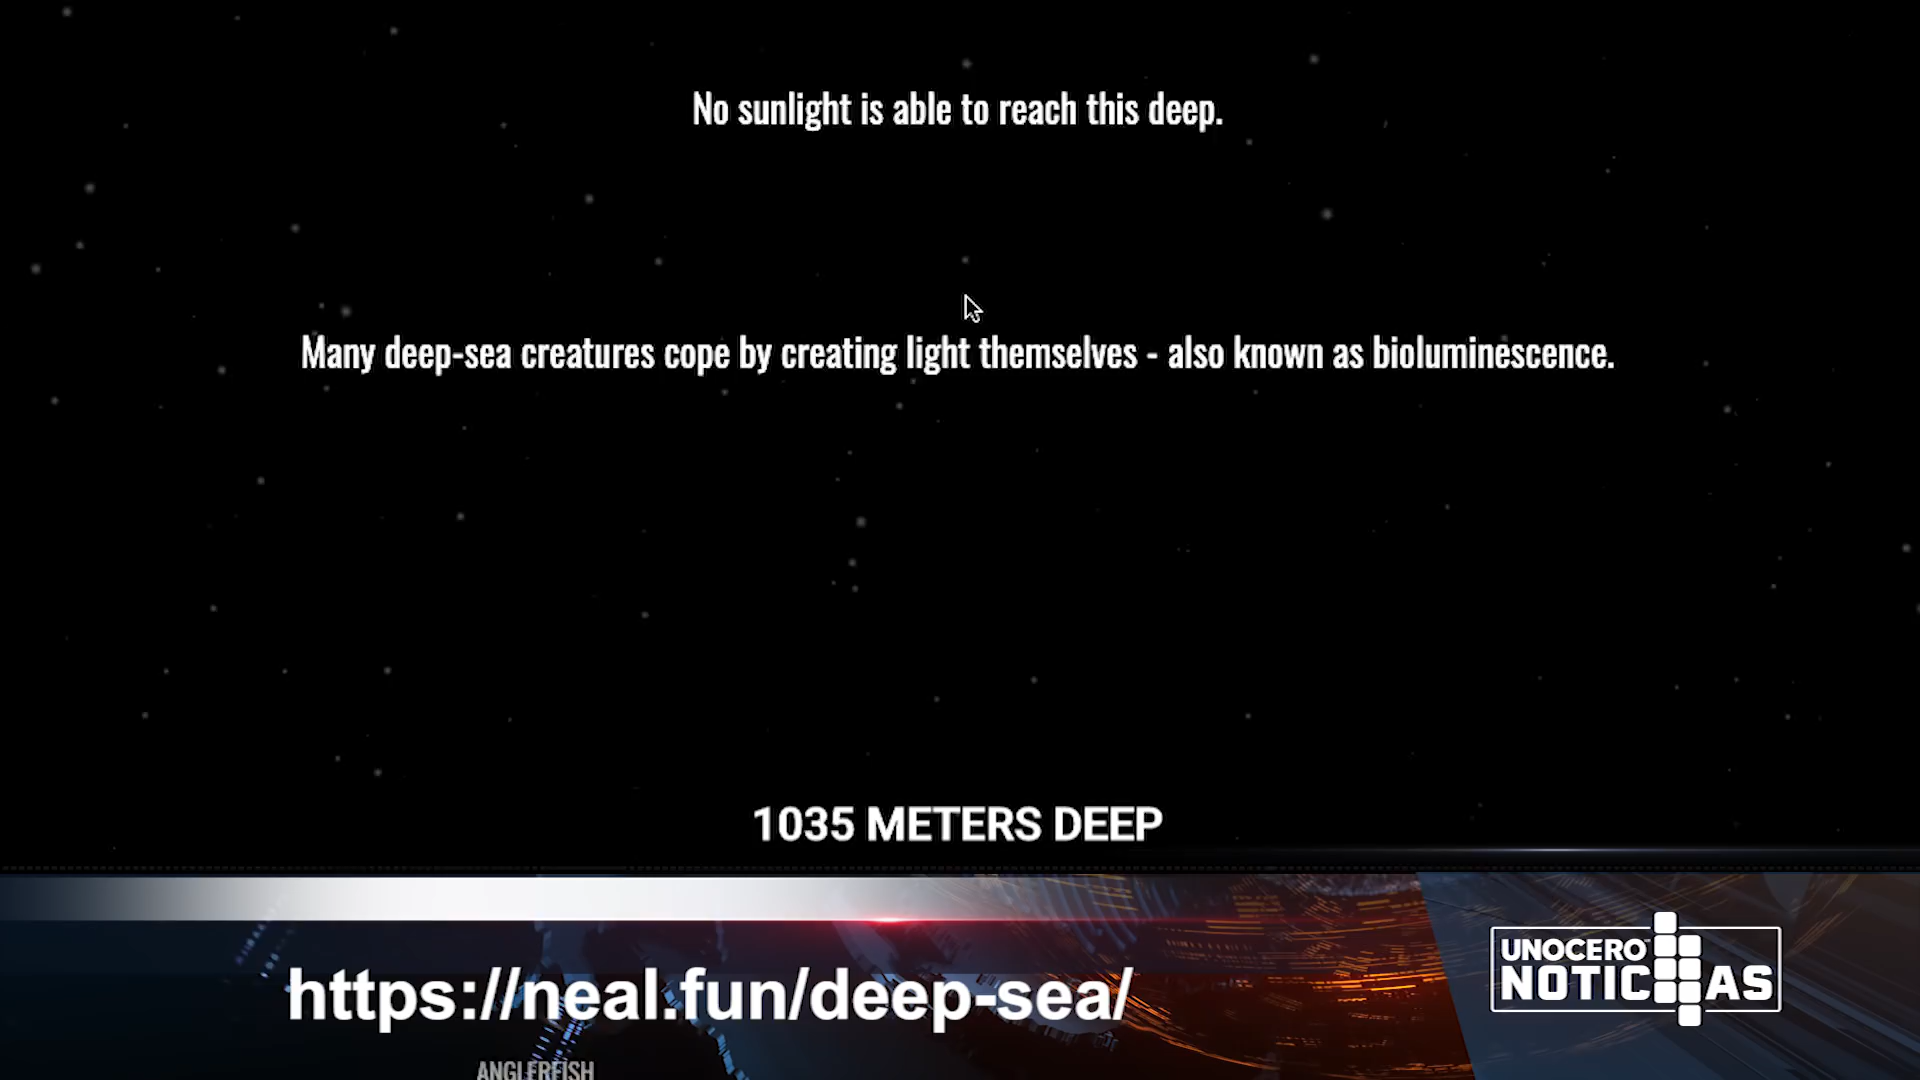 No sunlight is able to reach this deep.
Many deep-sea creatures cope by creating light themselves - also known as bioluminescence.
1035 METERS DEEP
UNOCERO
NOTICIAS
https://neal.fun/deep-sea/
ANGLERFISH